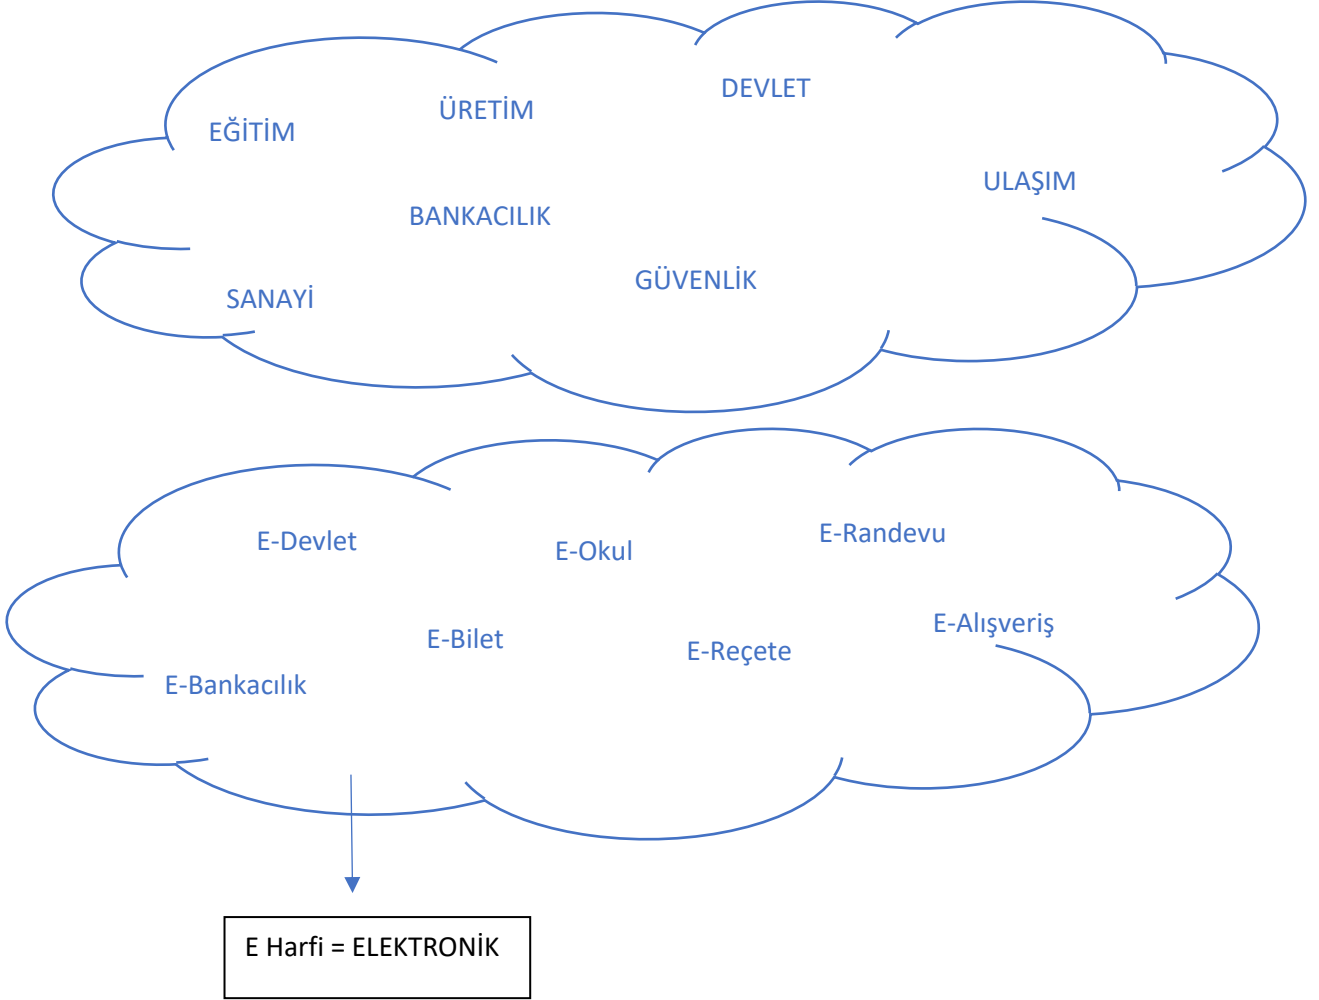 DEVLET
ÜRETİM
EĞİTİM
ULAŞIM
BANKACILIK
GÜVENLİK
SANAYİ
E-Devlet
E-Okul
E-Randevu
E-Bilet
E-Reçete
E-Alışveriş
E-Bankacılık
E Harfi = ELEKTRONİK